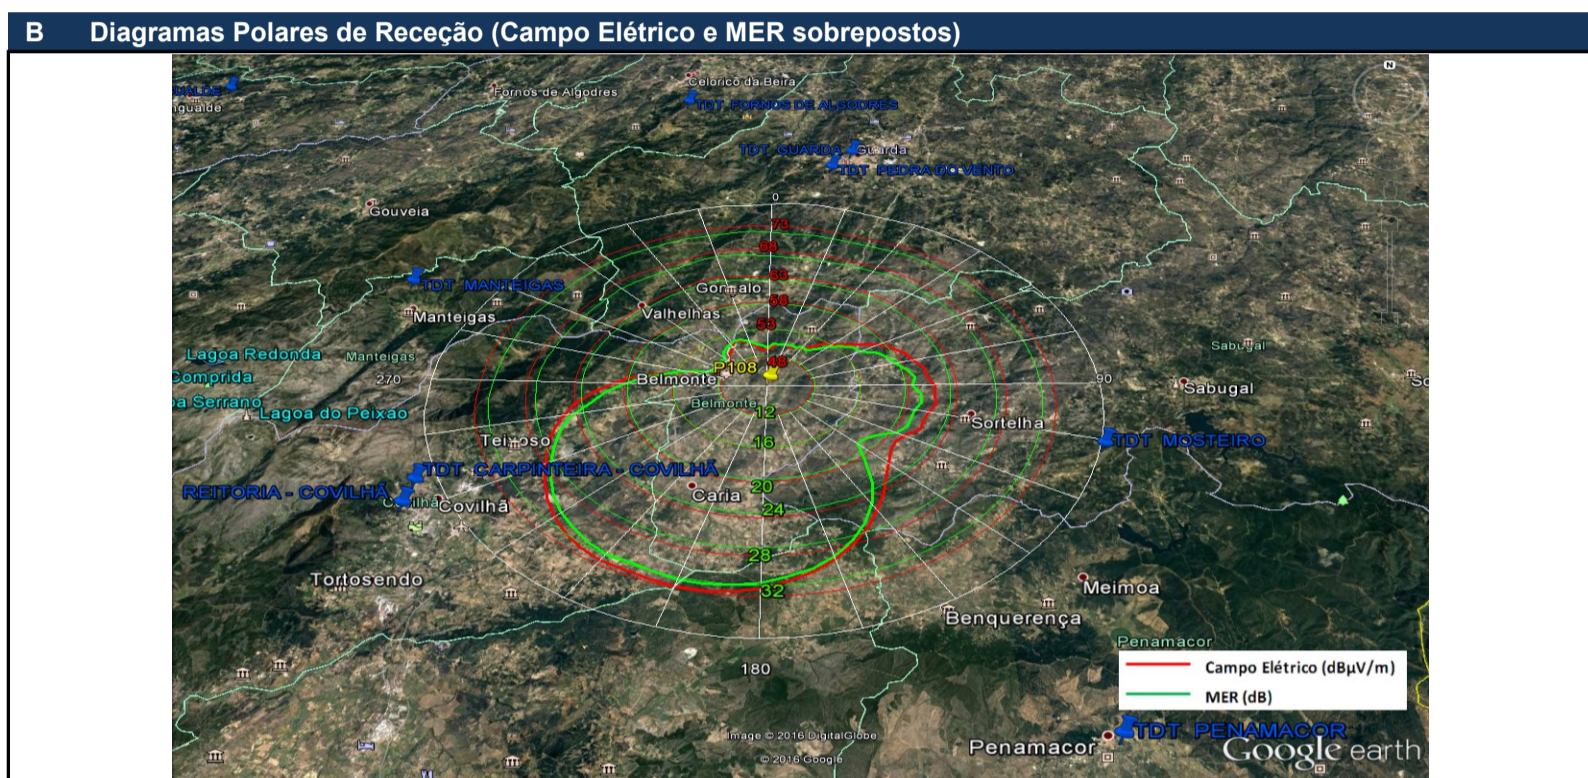 B Diagramas Polares de Receção (Campo Elétrico e MER sobrepostos)
N
Celorico da Beira
Fornos de Algodres
TDT FORNOS DE ALGODRES
TDT GUARDA
Guarda
TDT PEDRA DO VENTO
Gouveia
0
73
68
63
58
53
48
TDT MANTEIGAS
Gonçalo
Valhelhas
Manteigas
Lagoa Redonda
Manteigas
Sabugal
Comprida
270
Belmonte
P108
90
Sabugal
Serrano
Lagoa do Peixão
Belmonte
12
16
20
24
28
32
Sortelha
Teixoso
TDT MOSTEIRO
TDT CARPINTEIRA - COVILHÃ
REITORIA - COVILHÃ
Covilhã
Covilhã
Caria
Tortosendo
Meimoa
Benquerença
Penamacor
180
Campo Elétrico (dBµV/m)
MER (dB)
TDT PENAMACOR
Penamacor
Image © 2016 DigitalGlobe
© 2016 Google
Google earth